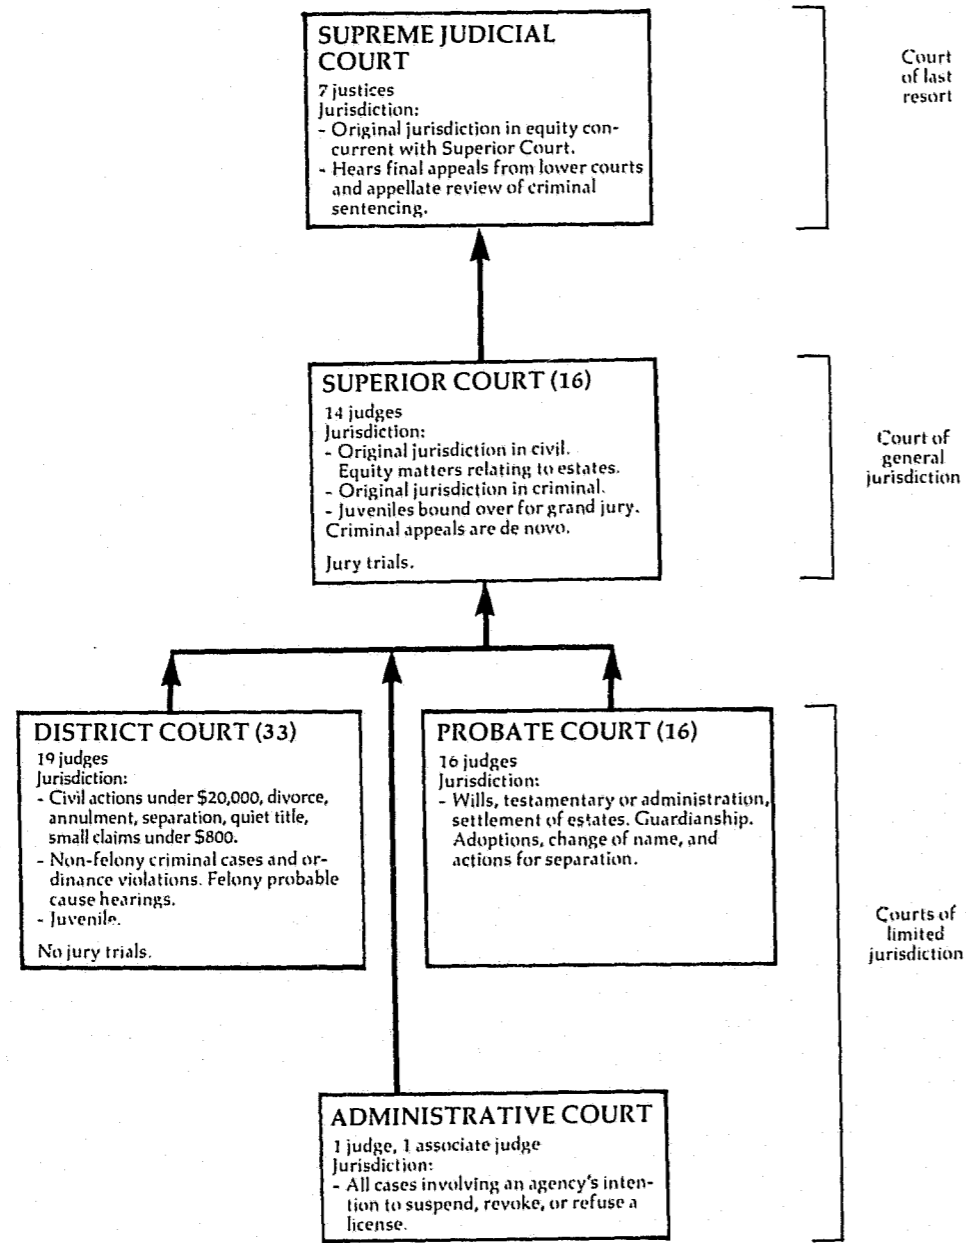 SUPREME JUDICIAL
COURT
7 justices
Jurisdiction:
- Original jurisdiction in equity con-
current with Superior Court.
- Hears final appeals from lower courts
and appellate review of criminal
sentencing.
Court
of last
resort
SUPERIOR COURT (16)
14 judges
Jurisdiction:
- Original jurisdiction in civil.
Equity matters relating to estates.
- Original jurisdiction in criminal.
- Juveniles bound over for grand jury.
Criminal appeals are de novo.
Jury trials.
Court of
general
jurisdiction
DISTRICT COURT (33)
19 judges
Jurisdiction:
- Civil actions under $20,000, divorce,
annulment, separation, quiet title,
small claims under $800.
- Non-felony criminal cases and or-
dinance violations. Felony probable
cause hearings.
- Juvenile.
No jury trials.
PROBATE COURT (16)
16 judges
Jurisdiction:
- Wills, testamentary or administration,
settlement of estates. Guardianship.
Adoptions, change of name, and
actions for separation.
Courts of
limited
jurisdiction
ADMINISTRATIVE COURT
1 judge, 1 associate judge
Jurisdiction:
- All cases involving an agency's inten-
tion to suspend, revoke, or refuse a
license.